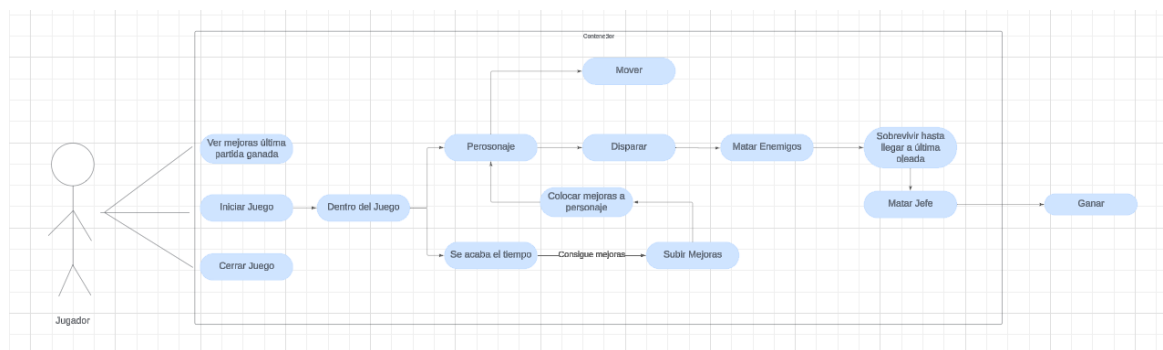 Contenedor
Mover
Ver mejoras última
partida ganada
Perosonaje
Disparar
Matar Enemigos
Sobrevivir hasta
llegar a última
oleada
Iniciar Juego
Dentro del Juego
Colocar mejoras a
personaje
Matar Jefe
Ganar
Cerrar Juego
Se acaba el tiempo
Consigue mejoras
Subir Mejoras
Jugador